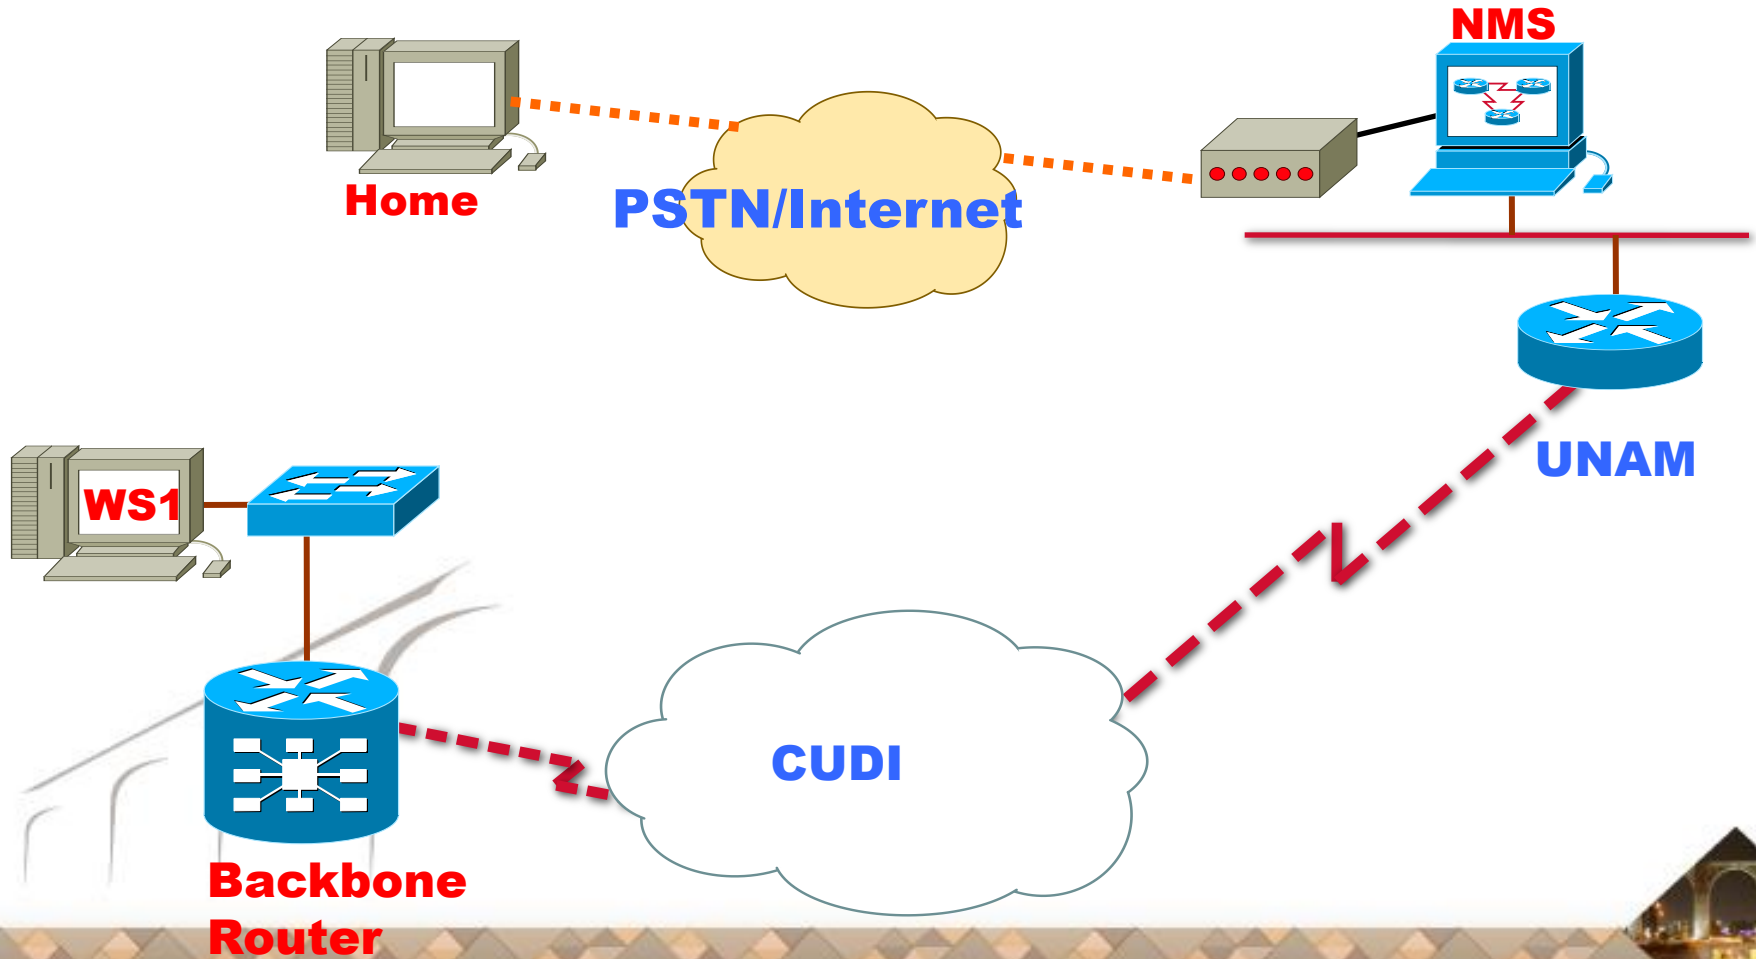 NMS
Home
PSTN/Internet
UNAM
WS1
CUDI
Backbone
Router